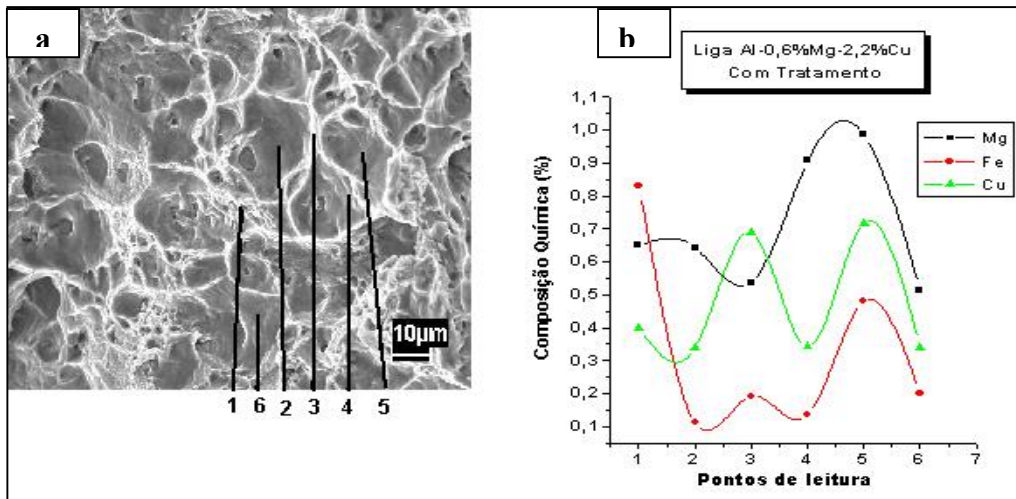 a
10µm
1 6 2 3 4 5
b
Liga Al-0,6%Mg-2,2%Cu
Com Tratamento
Composição Química (%)
1,1
1,0
0,9
0,8
0,7
0,6
0,5
0,4
0,3
0,2
0,1
1 2 3 4 5 6 7
Pontos de leitura
Mg
Fe
Cu